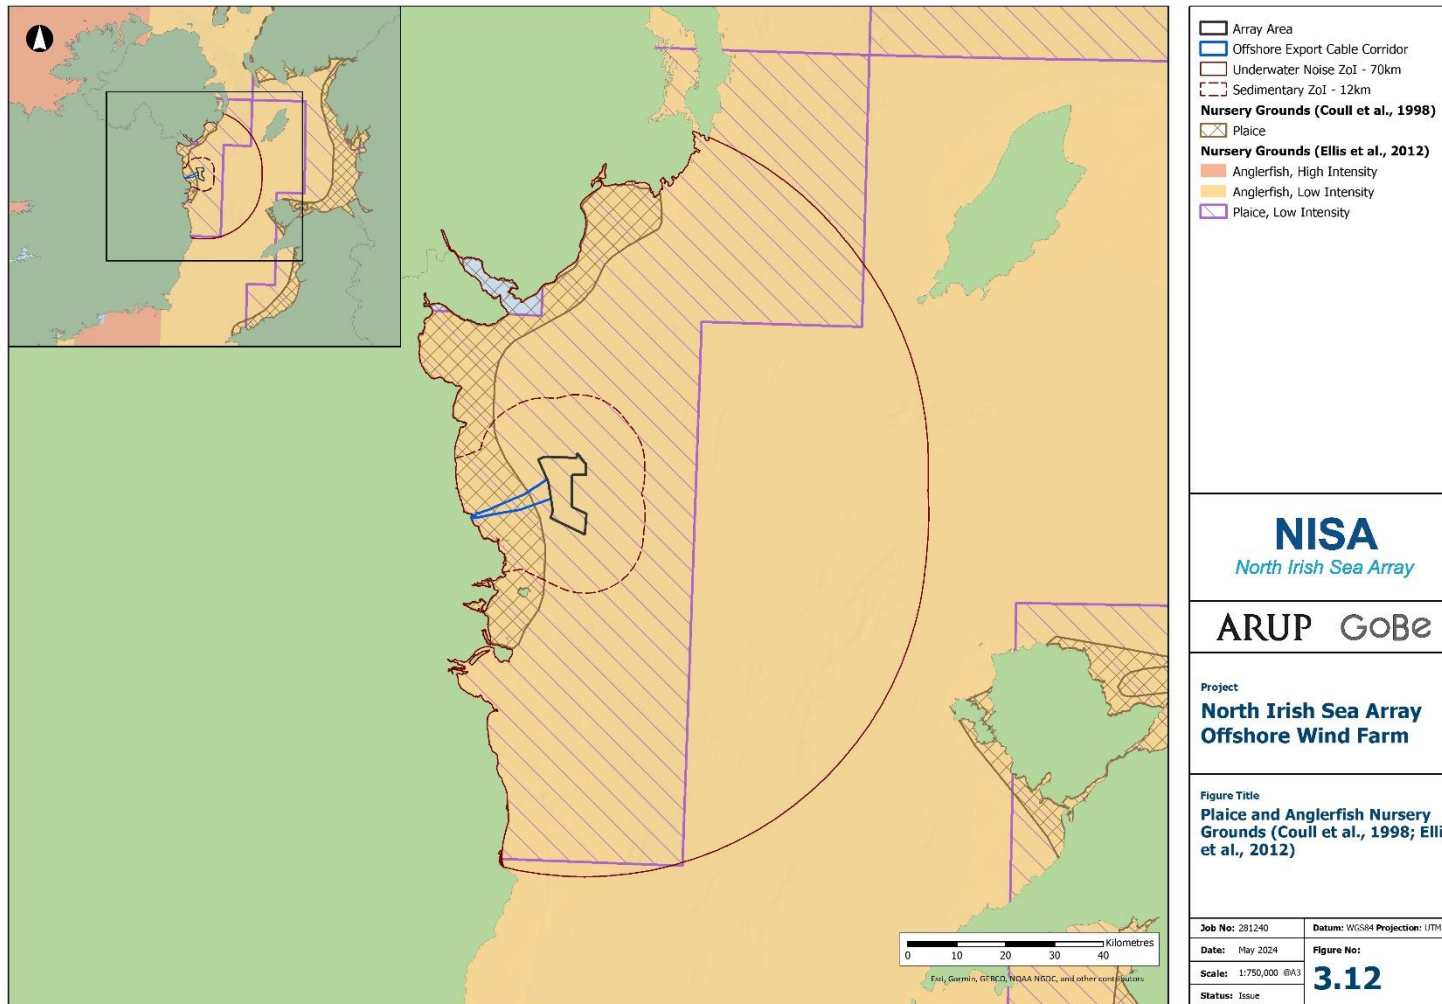 Array Area
Offshore Export Cable Corridor
Underwater Noise ZoI - 70km
Sedimentary ZoI - 12km
Nursery Grounds (Coull et al., 1998)
Plaice
Nursery Grounds (Ellis et al., 2012)
Anglerfish, High Intensity
Anglerfish, Low Intensity
Plaice, Low Intensity
NISA
North Irish Sea Array
ARUP GoBe
Project
North Irish Sea Array
Offshore Wind Farm
Figure Title
Plaice and Anglerfish Nursery
Grounds (Coull et al., 1998; Elli
et al., 2012)
Job No: 281240
Datum: WGS84 Projection: UTM
Date: May 2024
Figure No:
Scale: 1:750,000 @A3
3.12
Status: Issue
Kilometres
0 10 20 30 40
Esri, Garmin, GEBCO, NOAA NGDC, and other contributors